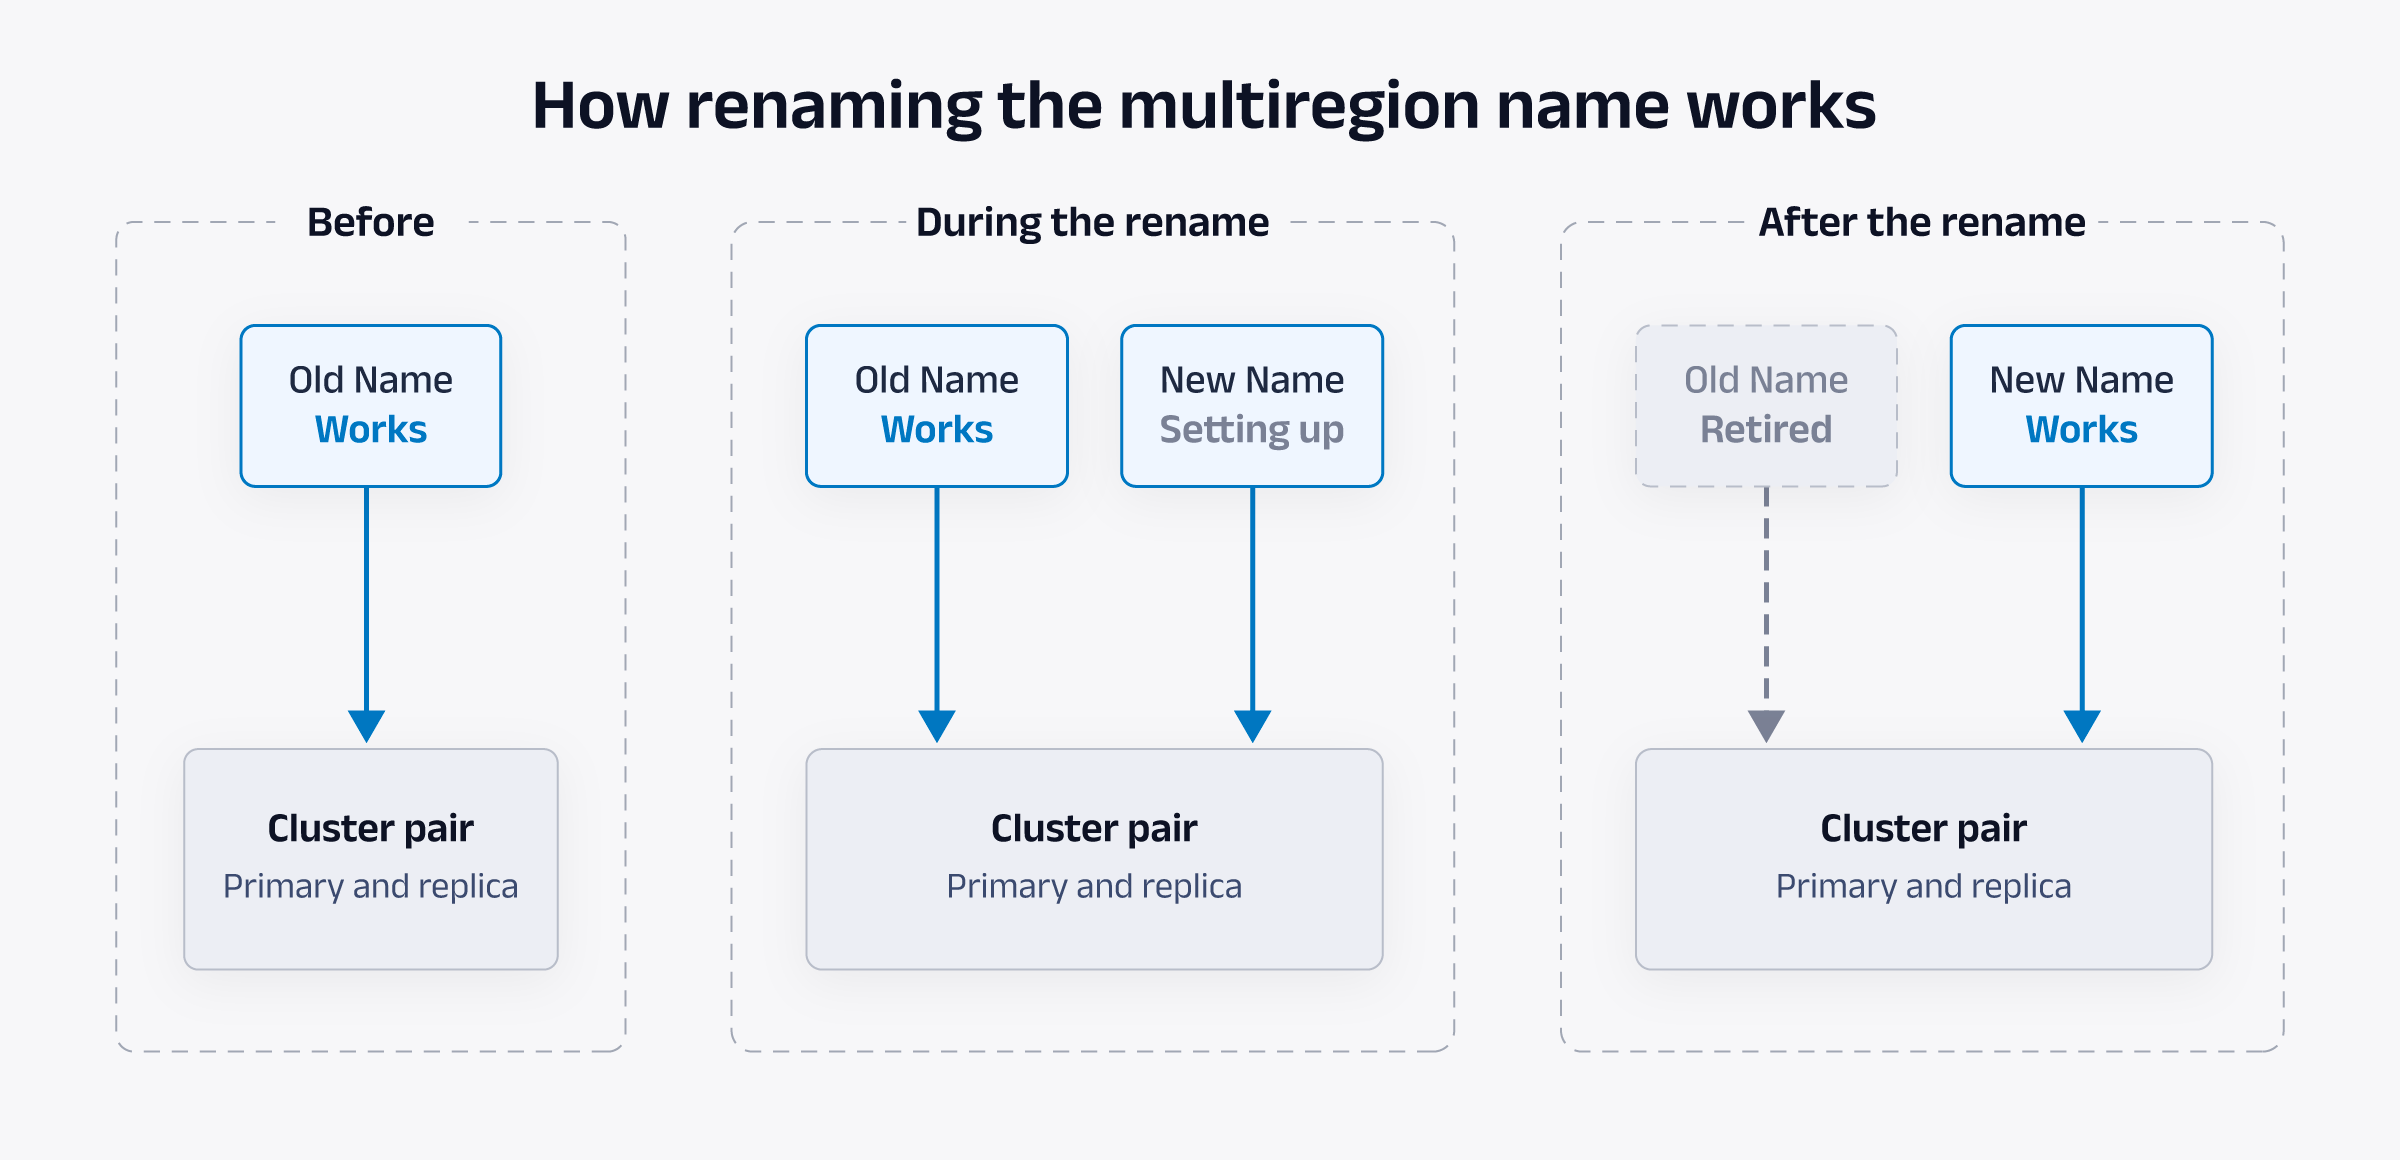 How renaming the multiregion name works
Before
Old Name
Works
Cluster pair
Primary and replica
During the rename
Old Name
Works
New Name
Setting up
Cluster pair
Primary and replica
After the rename
Old Name
Retired
New Name
Works
Cluster pair
Primary and replica